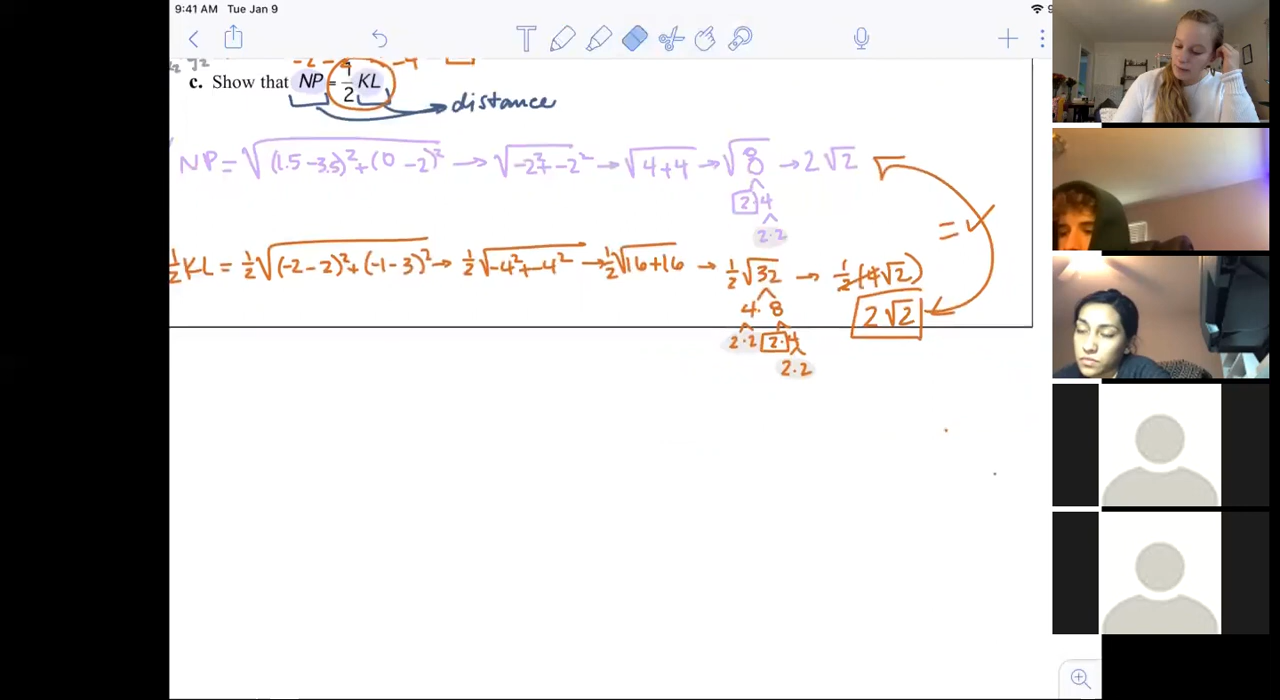 9:41 AM Tue Jan 9
c. Show that NP = 1/2 KL
distance
NP = √(1.5-3.5)²+(0-2)² → √-2²+-2² → √4+4 → √8 → 2√2
2·4
2·2
= ✓
1/2 KL = 1/2 √(-2-2)²+(-1-3)² → 1/2 √-4²+-4² → 1/2 √16+16 → 1/2 √32 → 1/2 (4√2)
4·8
2√2
2·2 2·4
2·2